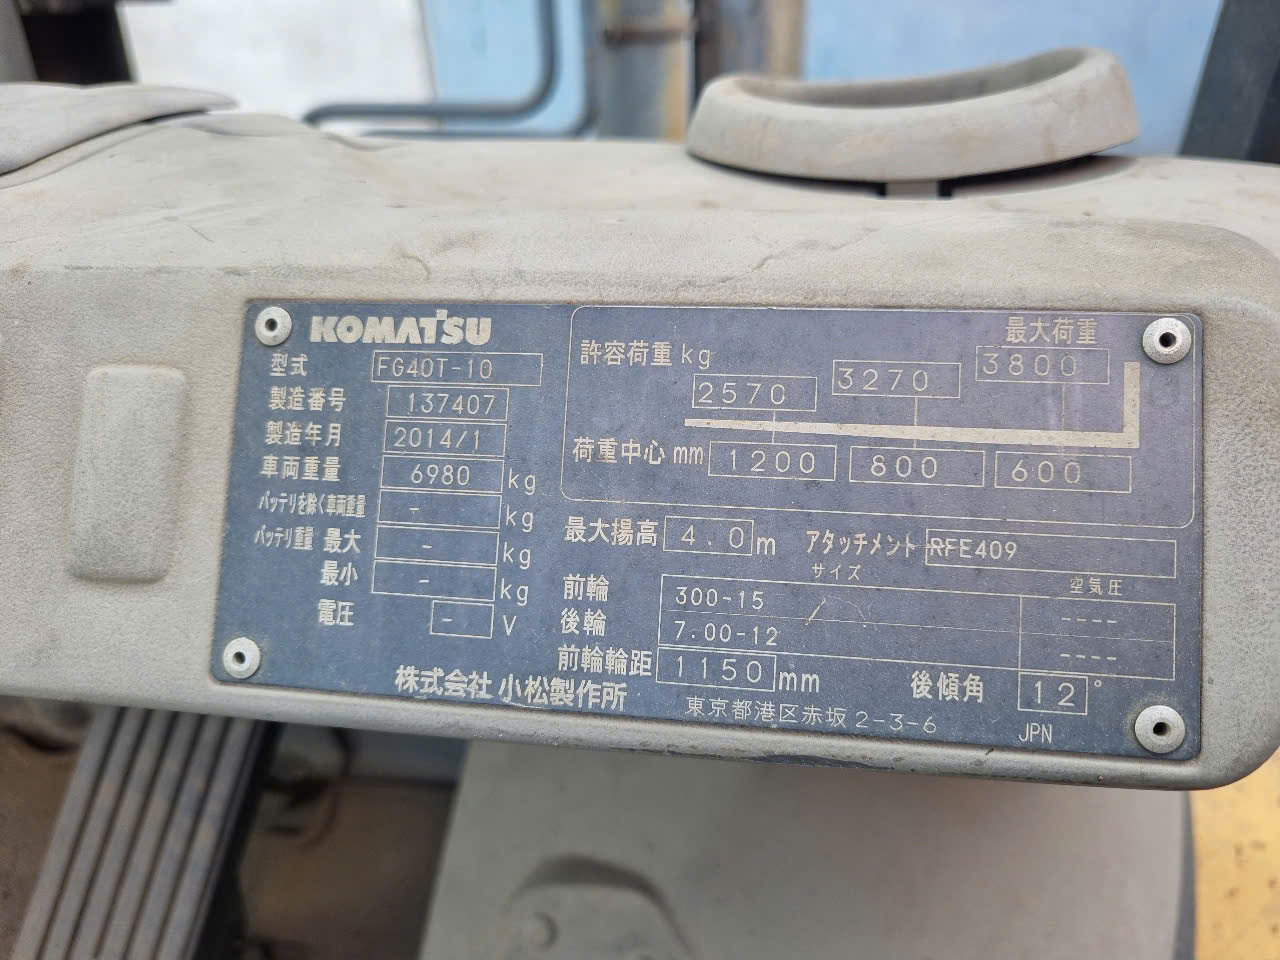 KOMATSU
型式 FG40T-10
製造番号 137407
製造年月 2014/1
車両重量 6980 kg
バッテリを除く車両重量 - kg
バッテリ重量 最大 - kg
最小 - kg
電圧 - V
最大荷重
許容荷重 kg 2570 3270 3800
荷重中心 mm 1200 800 600
最大揚高 4.0 m アタッチメント RFE409
サイズ 空気圧
前輪 300-15 ----
後輪 7.00-12 ----
前輪輪距 1150 mm 後傾角 12°
株式会社 小松製作所 東京都港区赤坂2-3-6 JPN